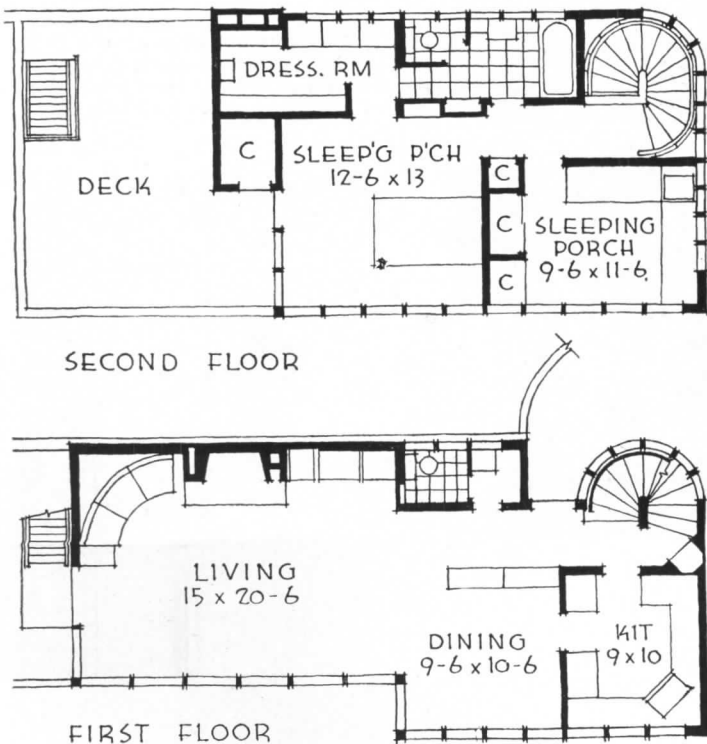 DRESS. RM
C
SLEEP'G P'CH
12-6 x 13
DECK
C
C
SLEEPING
PORCH
9-6 x 11-6
C
SECOND FLOOR
LIVING
15 x 20-6
DINING
9-6 x 10-6
KIT
9 x 10
FIRST FLOOR